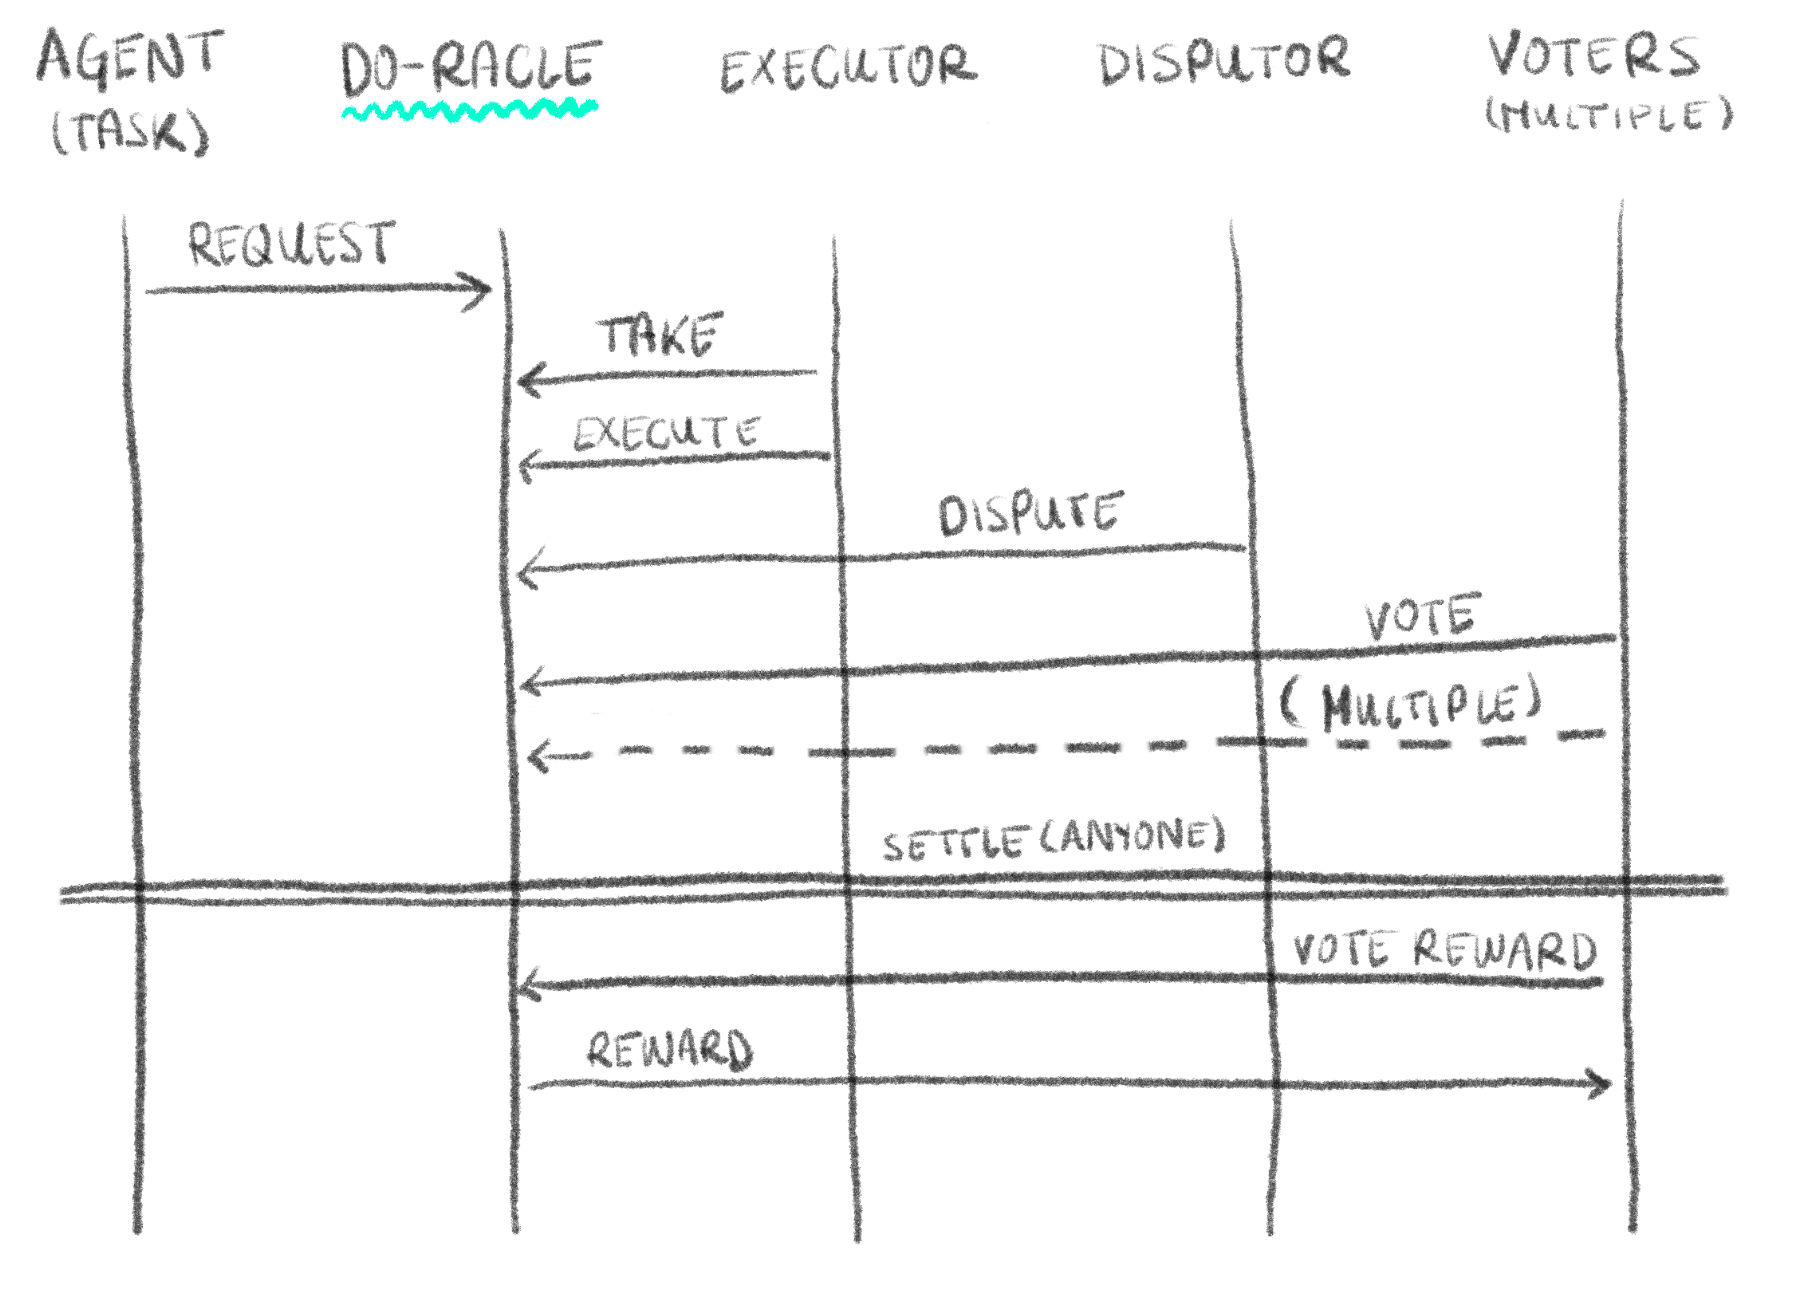 AGENT
(TASK)
DO-RACLE
EXECUTOR
DISPUTOR
VOTERS
(MULTIPLE)
REQUEST
TAKE
EXECUTE
DISPUTE
VOTE
(MULTIPLE)
SETTLE (ANYONE)
VOTE REWARD
REWARD